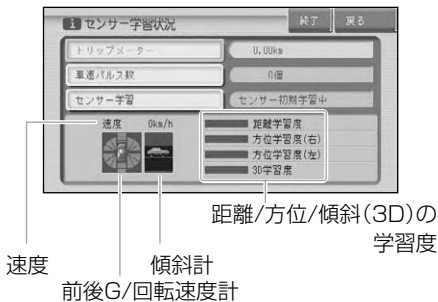 センサー学習状況
終了 戻る
トリップメーター 0.00km
車速パルス数 0個
センサー学習 センサー初期学習中
速度 0km/h
距離学習度
方位学習度(右)
方位学習度(左)
3D学習度
距離/方位/傾斜(3D)の
学習度
速度 傾斜計
前後G/回転速度計